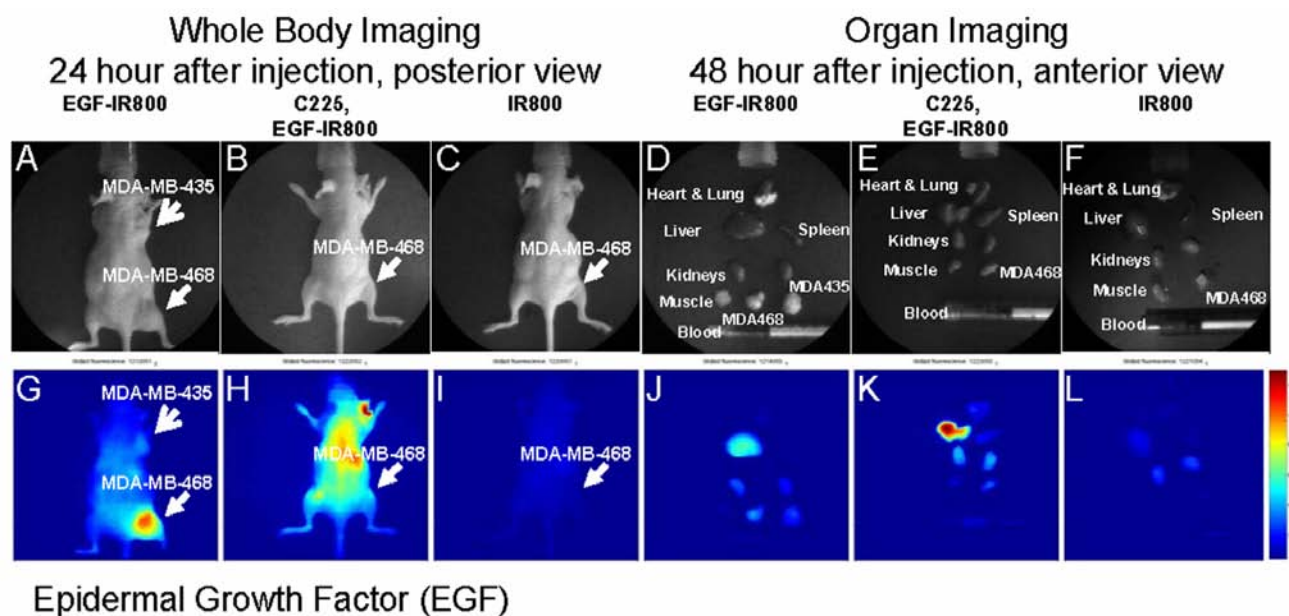 Whole Body Imaging
24 hour after injection, posterior view
Organ Imaging
48 hour after injection, anterior view
EGF-IR800
C225,
EGF-IR800
IR800
EGF-IR800
C225,
EGF-IR800
IR800
A
MDA-MB-435
MDA-MB-468
B
MDA-MB-468
C
MDA-MB-468
D
Heart & Lung
Liver
Spleen
Kidneys
MDA435
Muscle
MDA468
Blood
E
Heart & Lung
Liver
Spleen
Kidneys
Muscle
MDA468
Blood
F
Heart & Lung
Liver
Spleen
Kidneys
Muscle
MDA468
Blood
G
MDA-MB-435
MDA-MB-468
H
MDA-MB-468
I
MDA-MB-468
J
K
L
Epidermal Growth Factor (EGF)